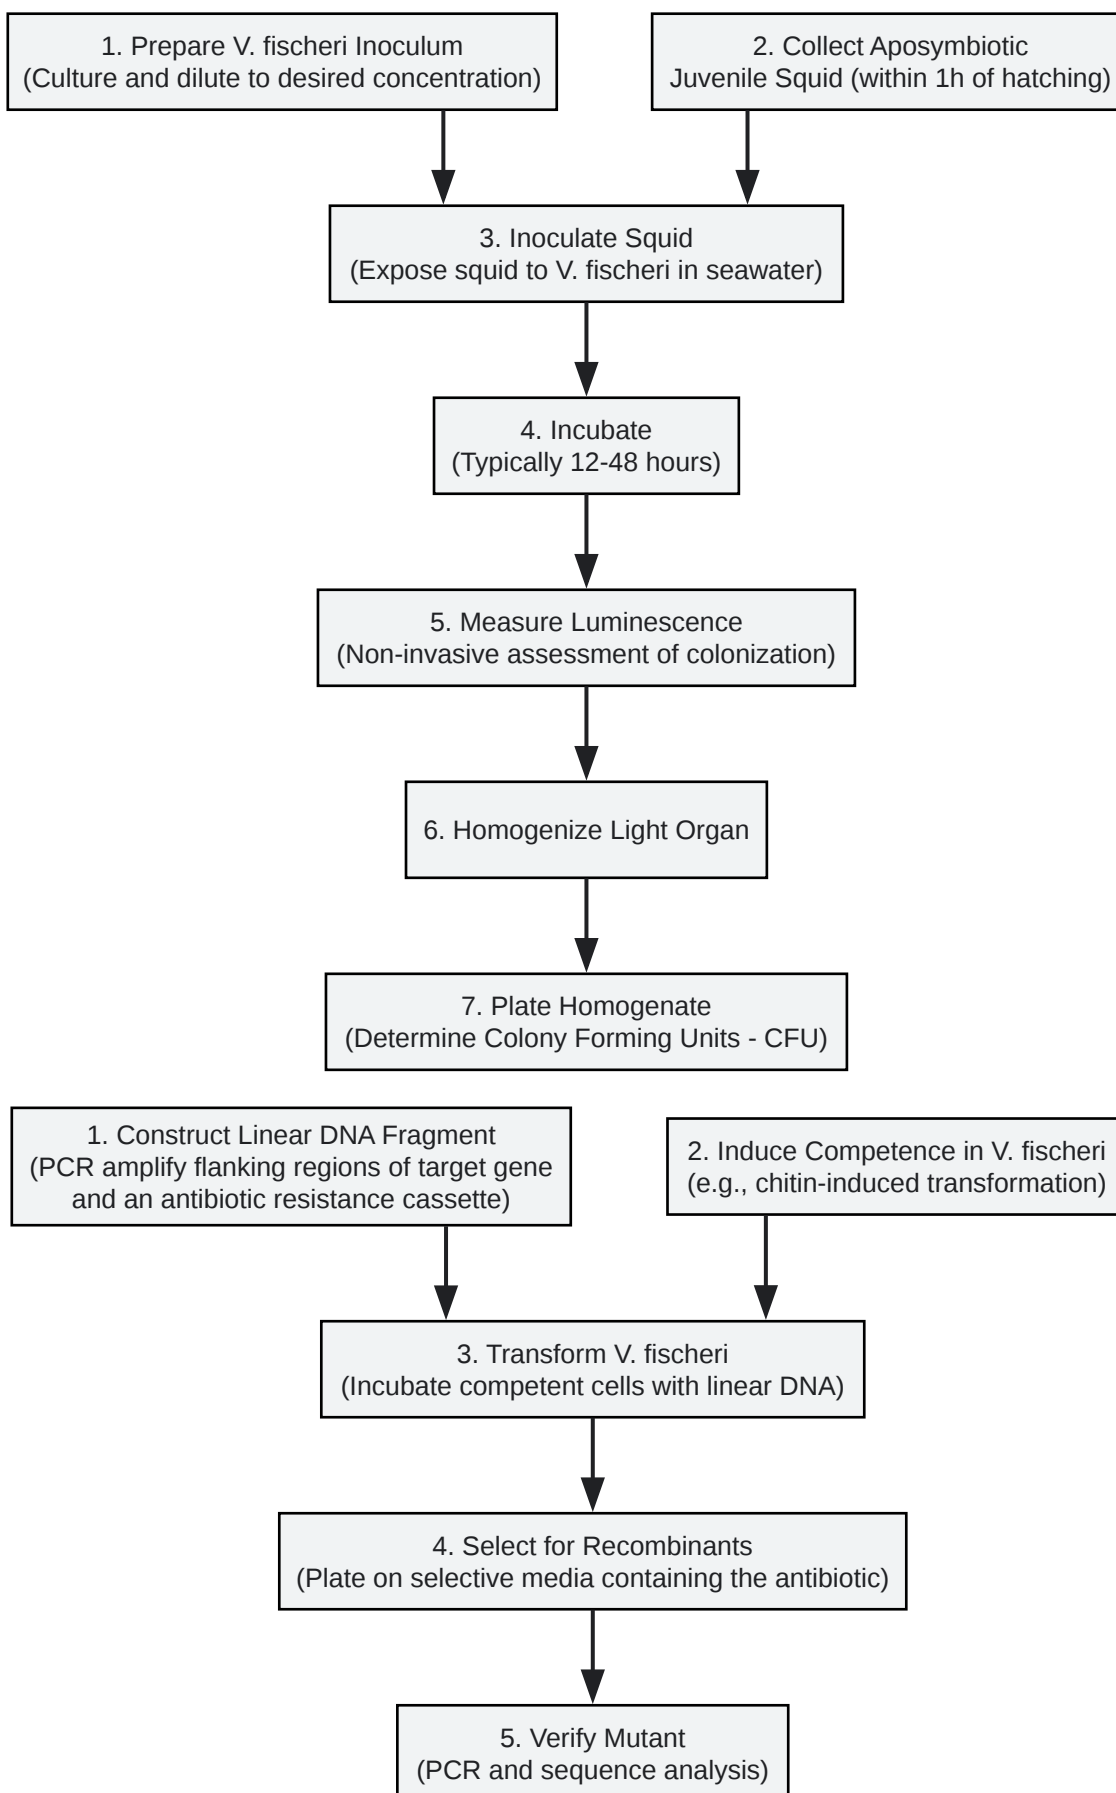 1. Prepare V. fischeri Inoculum
(Culture and dilute to desired concentration)
2. Collect Aposymbiotic
Juvenile Squid (within 1h of hatching)
3. Inoculate Squid
(Expose squid to V. fischeri in seawater)
4. Incubate
(Typically 12-48 hours)
5. Measure Luminescence
(Non-invasive assessment of colonization)
6. Homogenize Light Organ
7. Plate Homogenate
(Determine Colony Forming Units - CFU)
1. Construct Linear DNA Fragment
(PCR amplify flanking regions of target gene
and an antibiotic resistance cassette)
2. Induce Competence in V. fischeri
(e.g., chitin-induced transformation)
3. Transform V. fischeri
(Incubate competent cells with linear DNA)
4. Select for Recombinants
(Plate on selective media containing the antibiotic)
5. Verify Mutant
(PCR and sequence analysis)